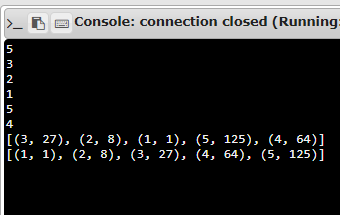 >_ Console: connection closed (Running:
5
3
2
1
5
4
[(3, 27), (2, 8), (1, 1), (5, 125), (4, 64)]
[(1, 1), (2, 8), (3, 27), (4, 64), (5, 125)]